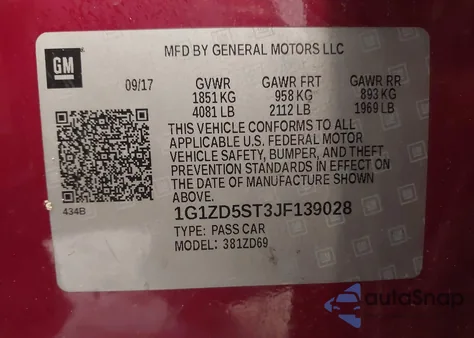 GM
MFD BY GENERAL MOTORS LLC
09/17 GVWR GAWR FRT GAWR RR
1851 KG 958 KG 893 KG
4081 LB 2112 LB 1969 LB
THIS VEHICLE CONFORMS TO ALL
APPLICABLE U.S. FEDERAL MOTOR
VEHICLE SAFETY, BUMPER, AND THEFT
PREVENTION STANDARDS IN EFFECT ON
THE DATE OF MANUFACTURE SHOWN
ABOVE.
434B
1G1ZD5ST3JF139028
TYPE: PASS CAR
MODEL: 381ZD69
autoSnap